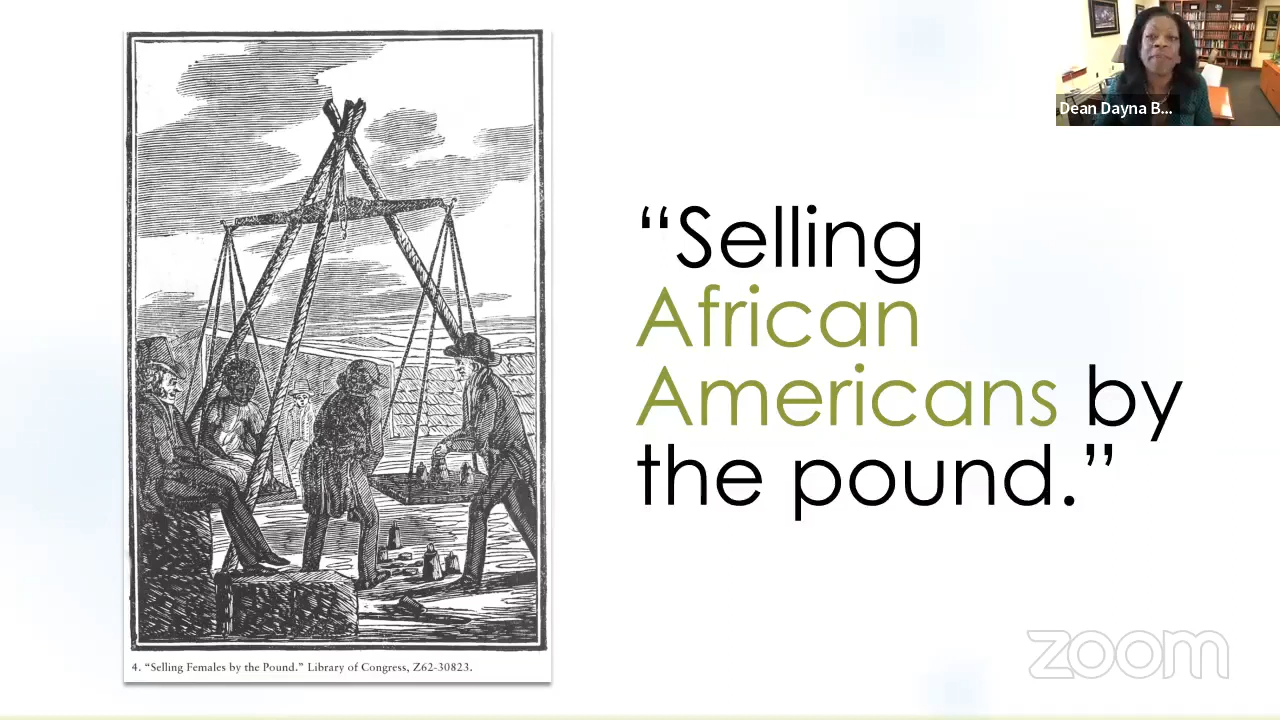 Dean Dayna B...
“Selling
African
Americans by
the pound.”
4. “Selling Females by the Pound.” Library of Congress, Z62-30823.
zoom